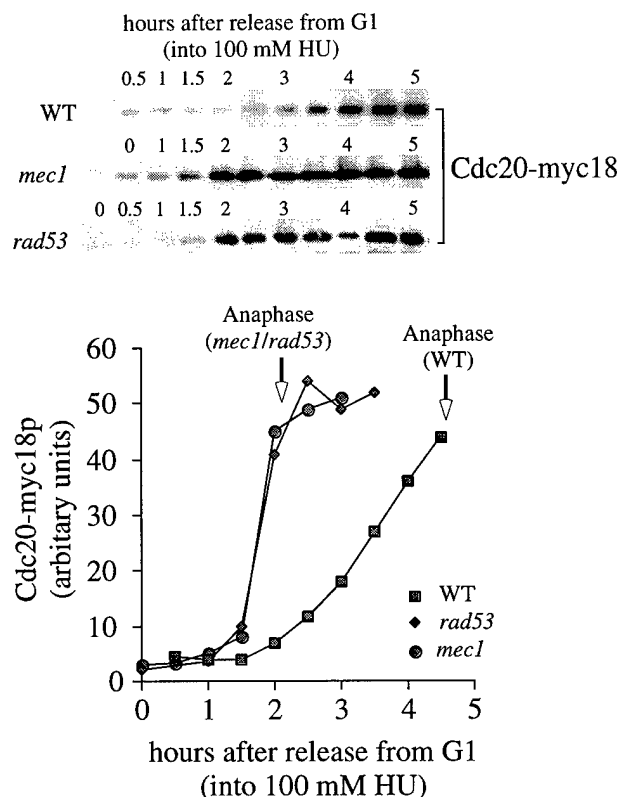 hours after release from G1
(into 100 mM HU)
0.5 1 1.5 2 3 4 5
WT
0 1 1.5 2 3 4 5
mec1
Cdc20-myc18
0 0.5 1 1.5 2 3 4 5
rad53
Anaphase
(mec1/rad53)
Anaphase
(WT)
60
50
40
30
20
10
0
Cdc20-myc18p
(arbitary units)
WT
rad53
mec1
0 1 2 3 4 5
hours after release from G1
(into 100 mM HU)